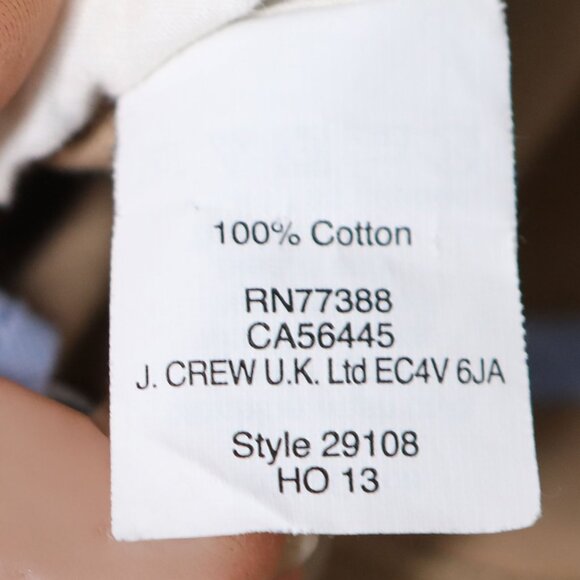 100% Cotton
RN77388
CA56445
J. CREW U.K. Ltd EC4V 6JA
Style 29108
HO 13